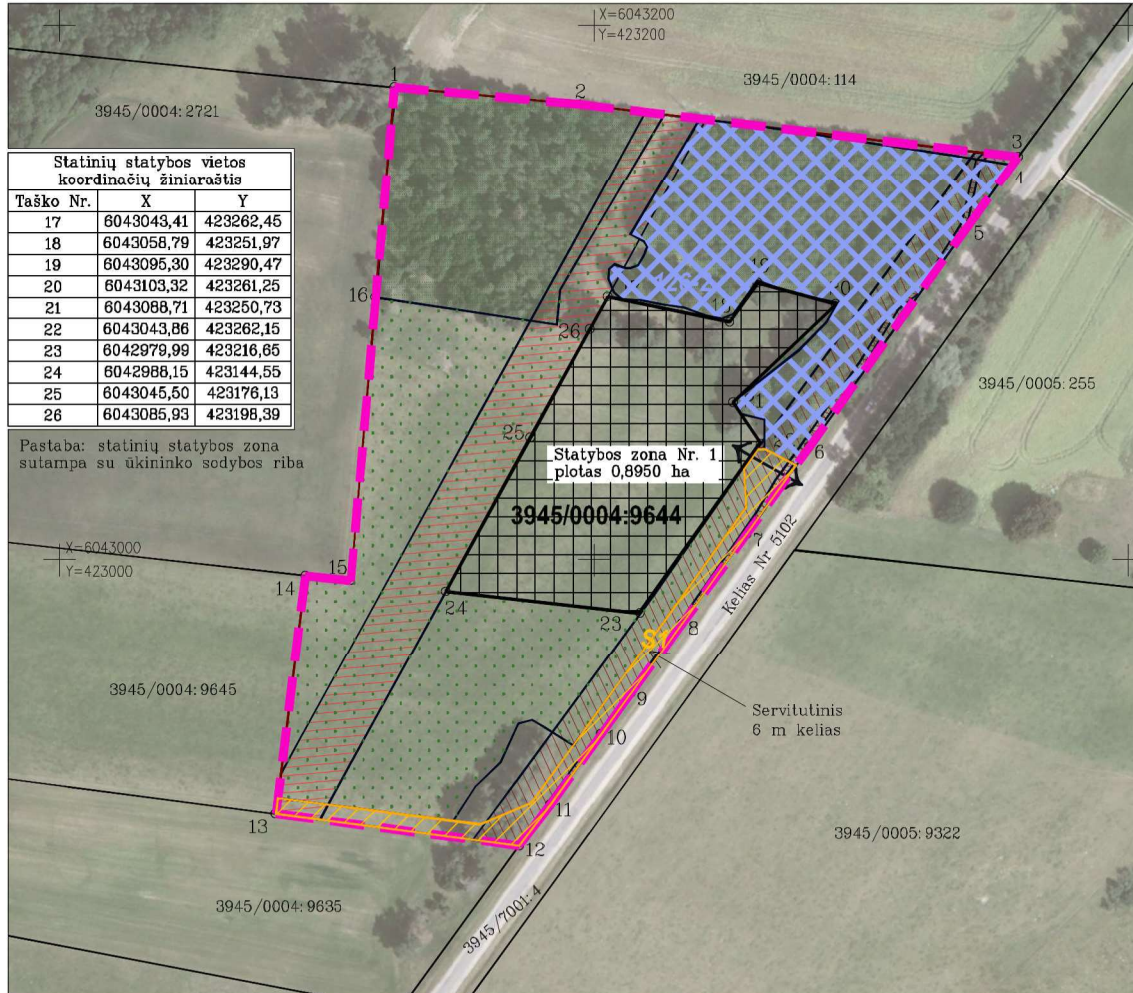 X=6043200
Y=423200
3945/0004:114
3945/0004:2721
1
2
3
4
5
Statinių statybos vietos
koordinačių žiniaraštis
Taško Nr. X Y
17 6043043,41 423262,45
18 6043058,79 423251,97
19 6043095,30 423290,47
20 6043103,32 423261,25
21 6043088,71 423250,73
22 6043043,86 423262,15
23 6042979,99 423216,65
24 6042988,15 423144,55
25 6043045,50 423176,13
26 6043085,93 423198,39
Pastaba: statinių statybos zona
sutampa su ūkininko sodybos riba
16
26
20
3945/0005:255
25
Statybos zona Nr. 1
plotas 0,8950 ha
3945/0004:9644
6
7
Kelias Nr 5102
X=6043000
Y=423000
14
15
24
23
8
S1
9
10
Servitutinis
6 m kelias
3945/0004:9645
11
12
13
3945/0005:9322
3945/0004:9635
3945/7001:4